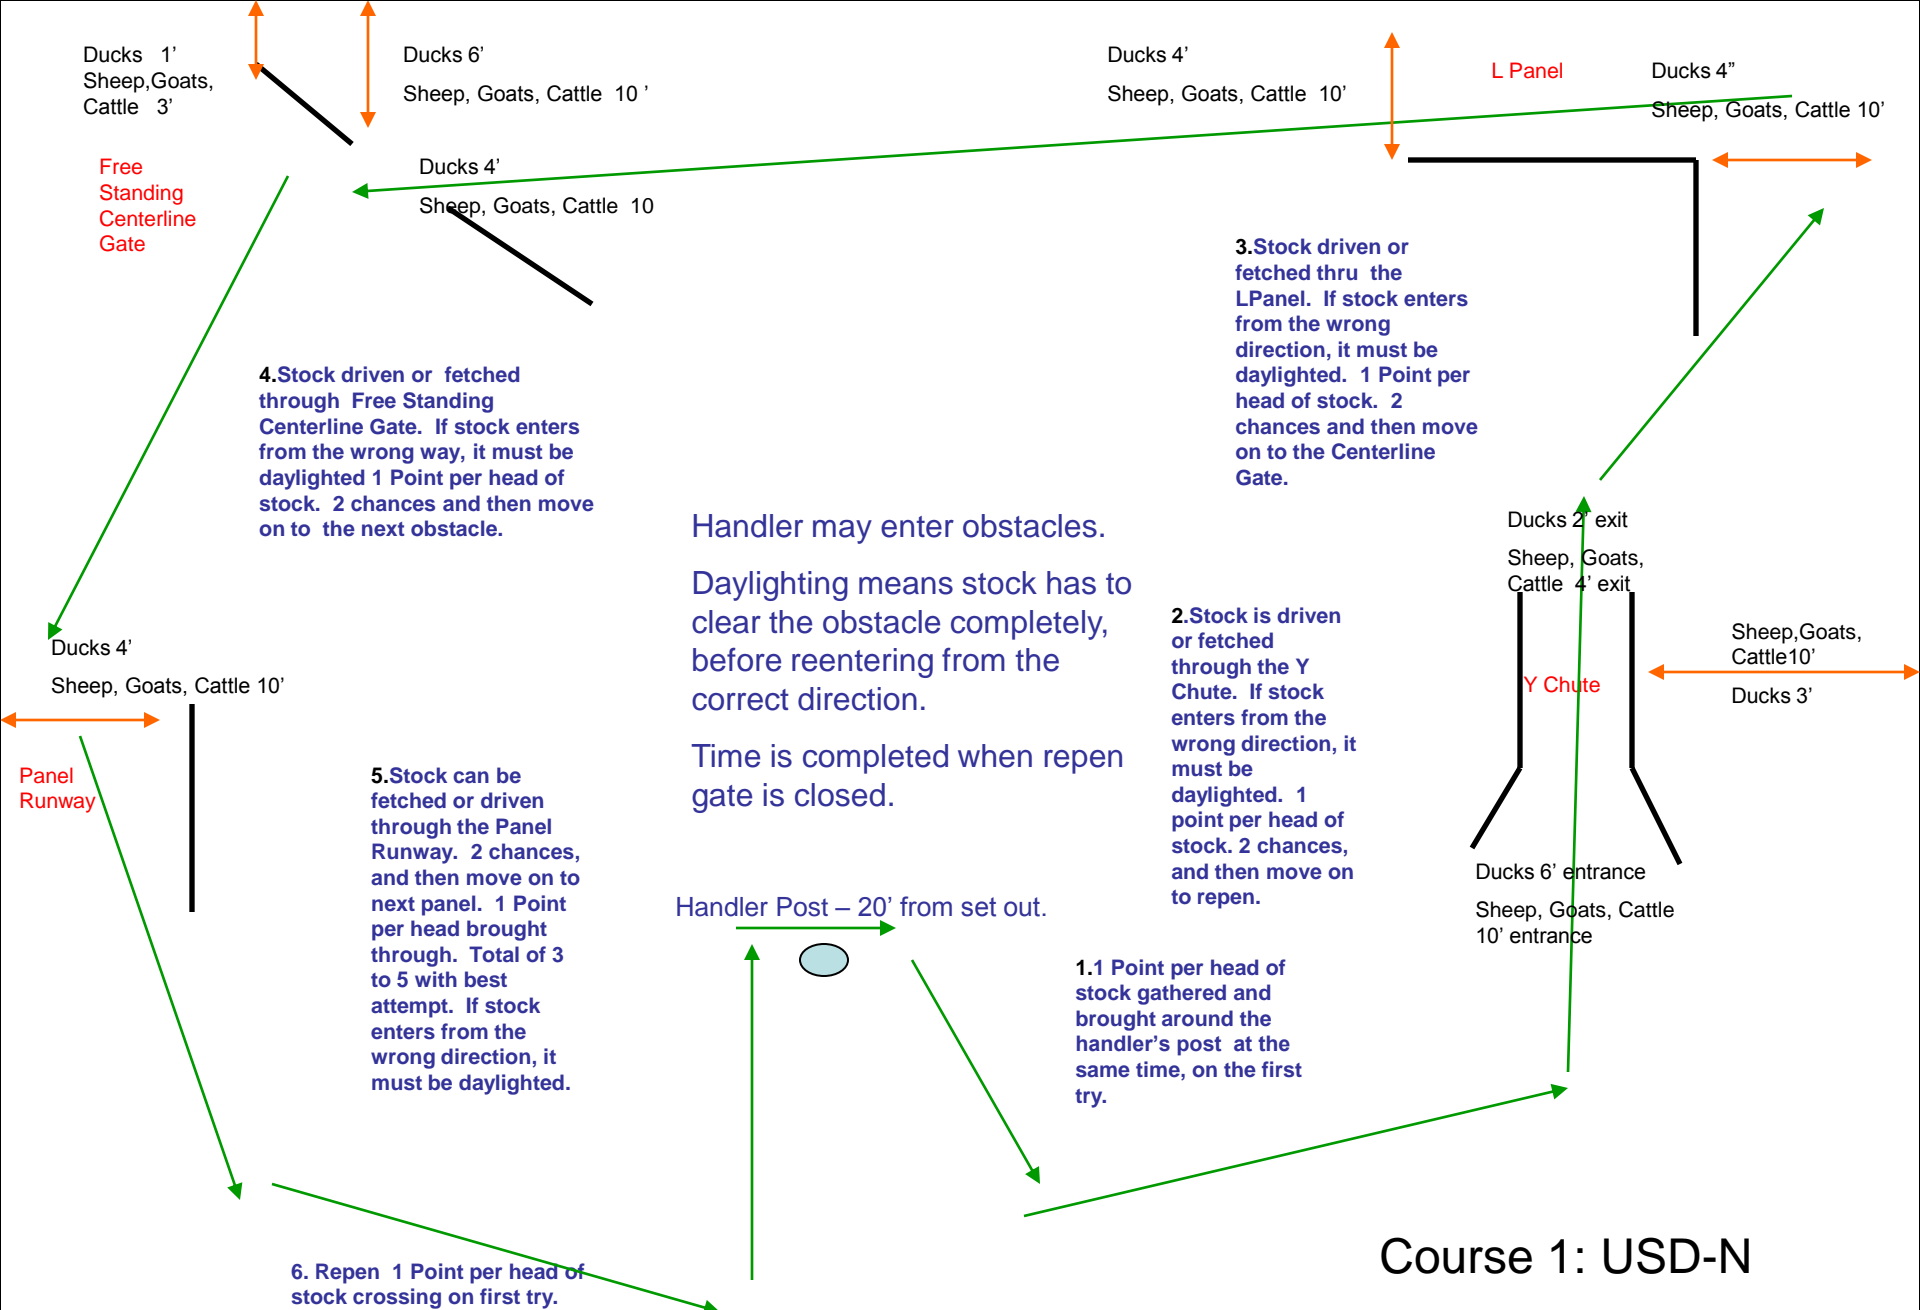 Ducks 1’
Sheep,Goats,
Cattle 3’
Ducks 6’
Sheep, Goats, Cattle 10 ’
Ducks 4’
Sheep, Goats, Cattle 10’
L Panel
Ducks 4”
Sheep, Goats, Cattle 10’
Free
Standing
Centerline
Gate
Ducks 4’
Sheep, Goats, Cattle 10
3.Stock driven or
fetched thru the
LPanel. If stock enters
from the wrong
direction, it must be
daylighted. 1 Point per
head of stock. 2
chances and then move
on to the Centerline
Gate.
4.Stock driven or fetched
through Free Standing
Centerline Gate. If stock enters
from the wrong way, it must be
daylighted 1 Point per head of
stock. 2 chances and then move
on to the next obstacle.
Handler may enter obstacles.
Daylighting means stock has to
clear the obstacle completely,
before reentering from the
correct direction.
Time is completed when repen
gate is closed.
Ducks 2’ exit
Sheep, Goats,
Cattle 4’ exit
2.Stock is driven
or fetched
through the Y
Chute. If stock
enters from the
wrong direction, it
must be
daylighted. 1
point per head of
stock. 2 chances,
and then move on
to repen.
Y Chute
Sheep,Goats,
Cattle10’
Ducks 3’
Ducks 4’
Sheep, Goats, Cattle 10’
Panel
Runway
5.Stock can be
fetched or driven
through the Panel
Runway. 2 chances,
and then move on to
next panel. 1 Point
per head brought
through. Total of 3
to 5 with best
attempt. If stock
enters from the
wrong direction, it
must be daylighted.
Ducks 6’ entrance
Sheep, Goats, Cattle
10’ entrance
Handler Post – 20’ from set out.
1.1 Point per head of
stock gathered and
brought around the
handler’s post at the
same time, on the first
try.
6. Repen 1 Point per head of
stock crossing on first try.
Course 1: USD-N